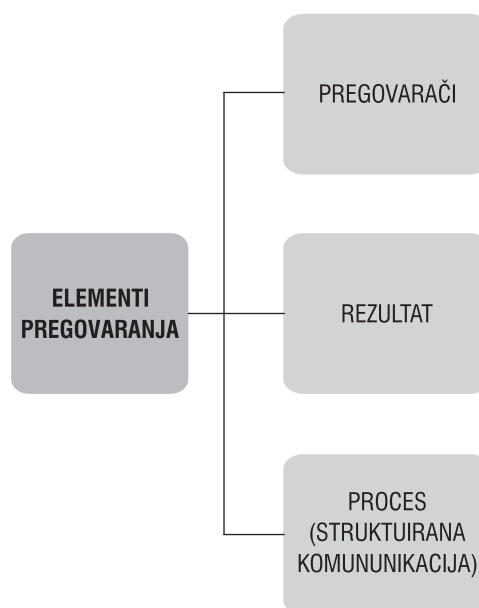 PREGOVARAČI
ELEMENTI
PREGOVARANJA
REZULTAT
PROCES
(STRUKTUIRANA
KOMUNUNIKACIJA)